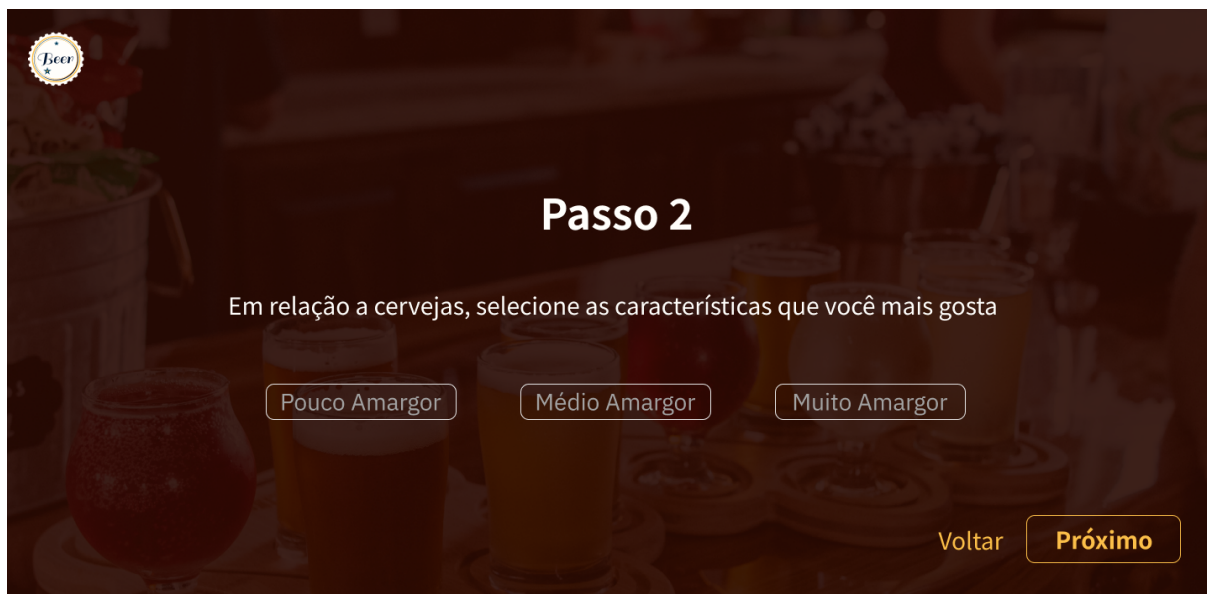 Beer
Passo 2
Em relação a cervejas, selecione as características que você mais gosta
Pouco Amargor
Médio Amargor
Muito Amargor
Voltar
Próximo